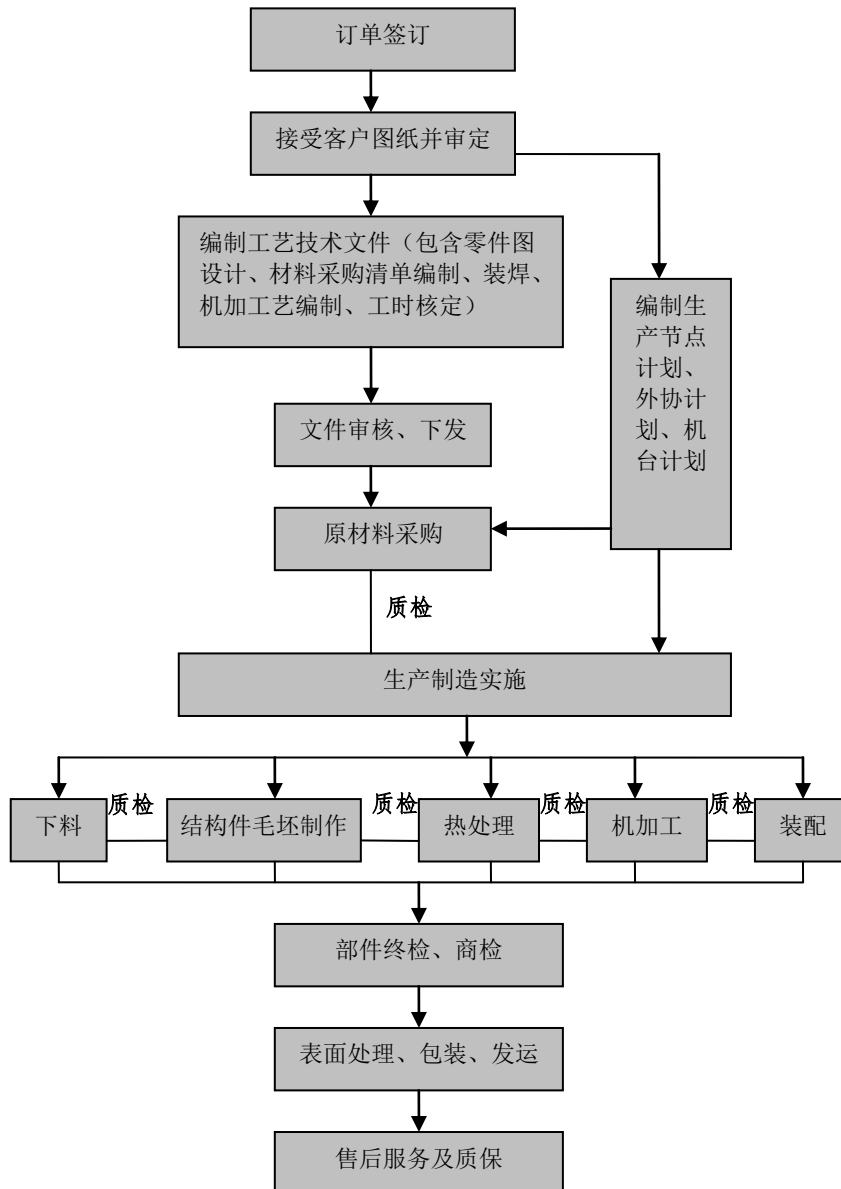 订单签订
接受客户图纸并审定
编制工艺技术文件（包含零件图
设计、材料采购清单编制、装焊、
机加工艺编制、工时核定）
编制生
产节点
计划、
外协计
划、机
台计划
文件审核、下发
原材料采购
质检
生产制造实施
下料
质检
结构件毛坯制作
质检
热处理
质检
机加工
质检
装配
部件终检、商检
表面处理、包装、发运
售后服务及质保